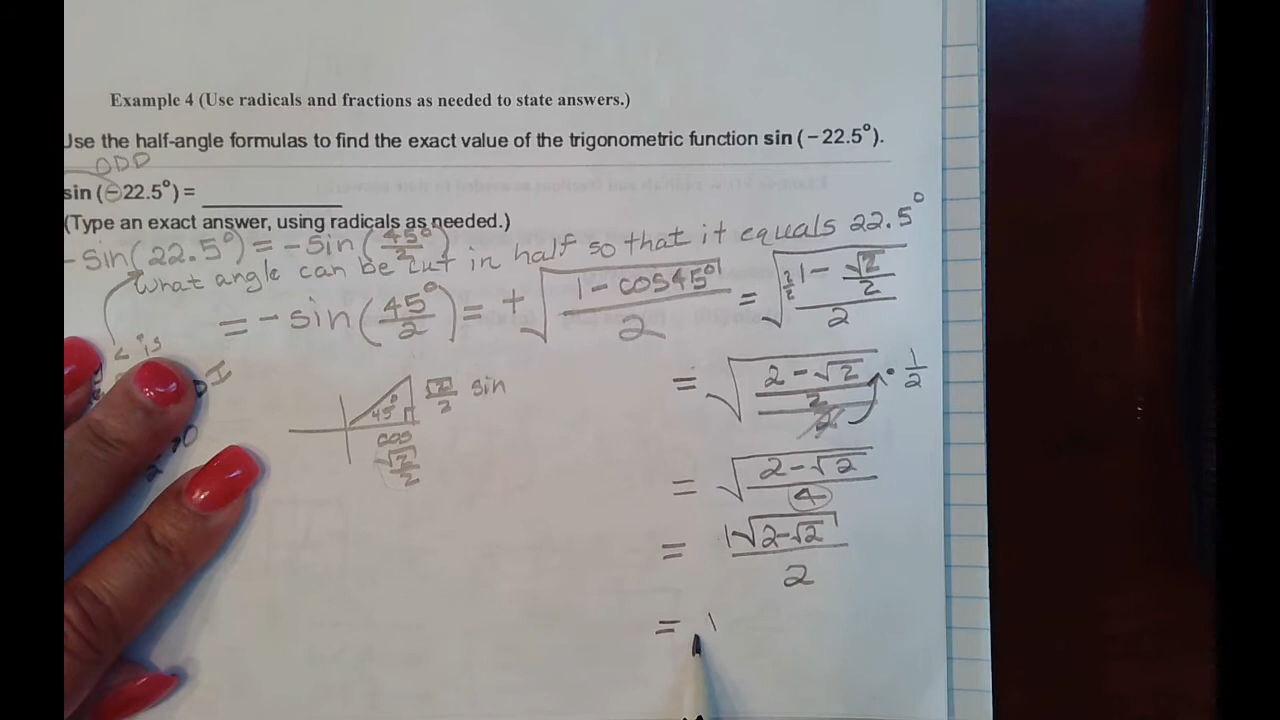 Example 4 (Use radicals and fractions as needed to state answers.)
Use the half-angle formulas to find the exact value of the trigonometric function sin (−22.5°).
ODD
sin (−22.5°) =
(Type an exact answer, using radicals as needed.)
-sin(22.5°) = -sin(45°/2)
What angle can be cut in half so that it equals 22.5°
= -sin(45°/2) = +√((1-cos45°)/2) = √((2/2 1 - √2/2)/2)
∠ is
I
= √(((2-√2)/2)/2) · 1/2
45° √2/2 sin
cos
√2/2
= √((2-√2)/4)
= 1√(2-√2)/2
=